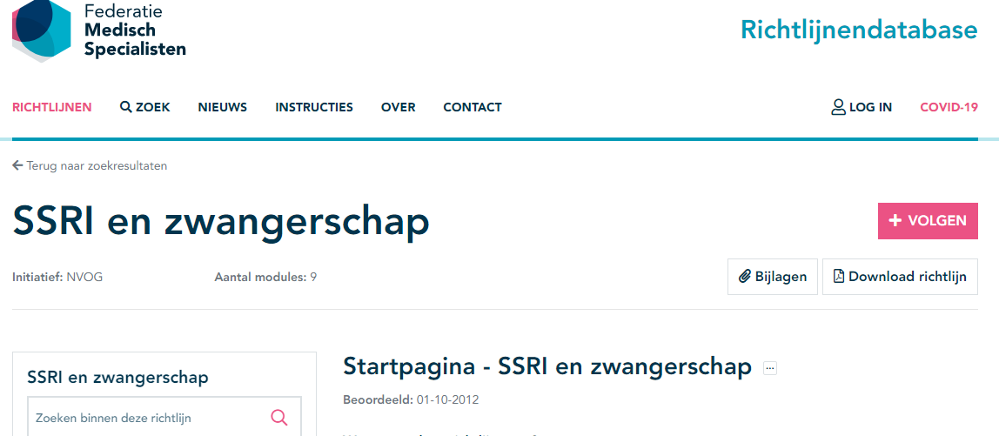 Federatie
Medisch
Specialisten
Richtlijnendatabase
RICHTLIJNEN ZOEK NIEUWS INSTRUCTIES OVER CONTACT LOG IN COVID-19
Terug naar zoekresultaten
SSRI en zwangerschap
+ VOLGEN
Initiatief: NVOG Aantal modules: 9
Bijlagen Download richtlijn
SSRI en zwangerschap
Zoeken binnen deze richtlijn
Startpagina - SSRI en zwangerschap ...
Beoordeeld: 01-10-2012